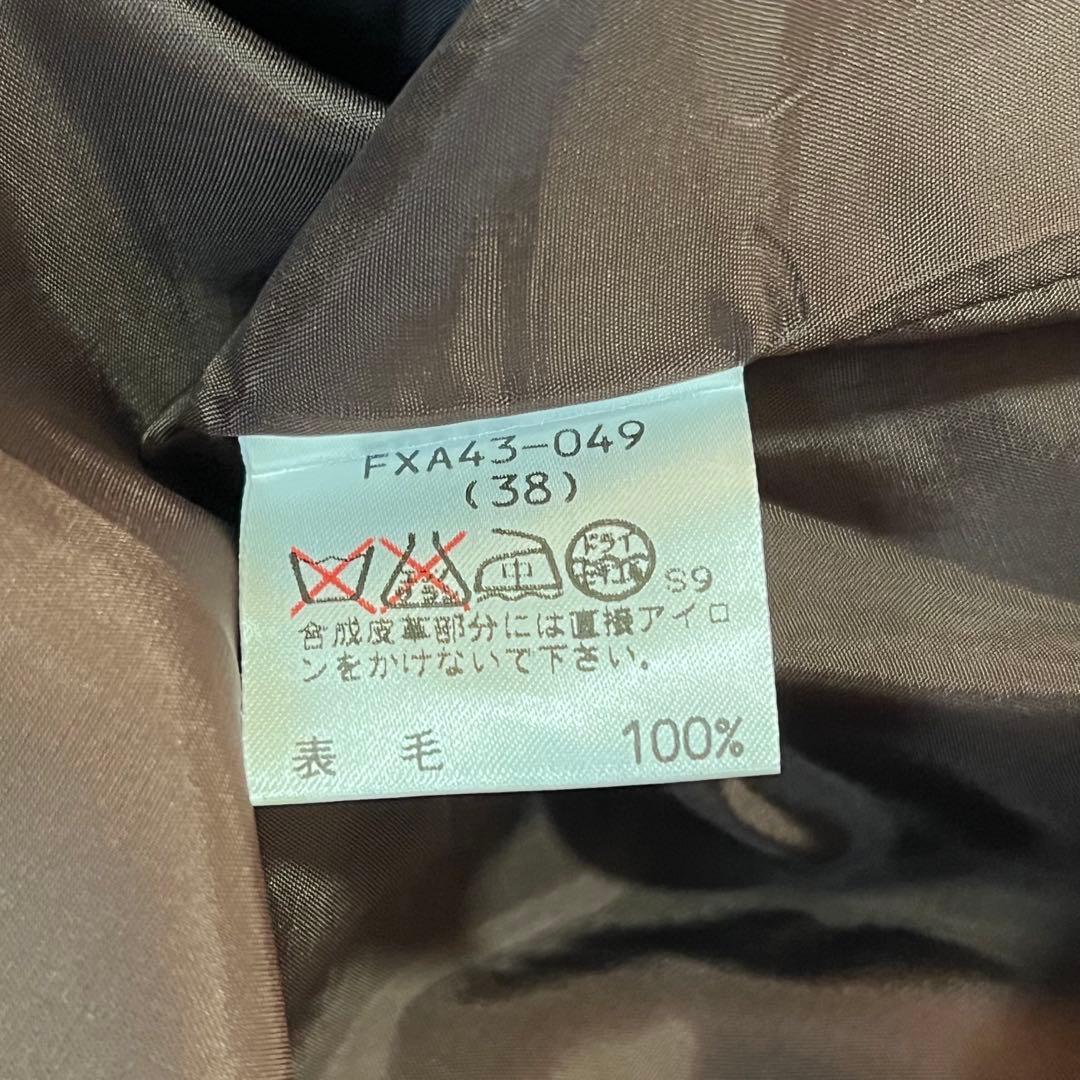 FXA43-049
(38)
中 ドライ S9
合成皮革部分には直接アイロ
ンをかけないで下さい。
表 毛 100%